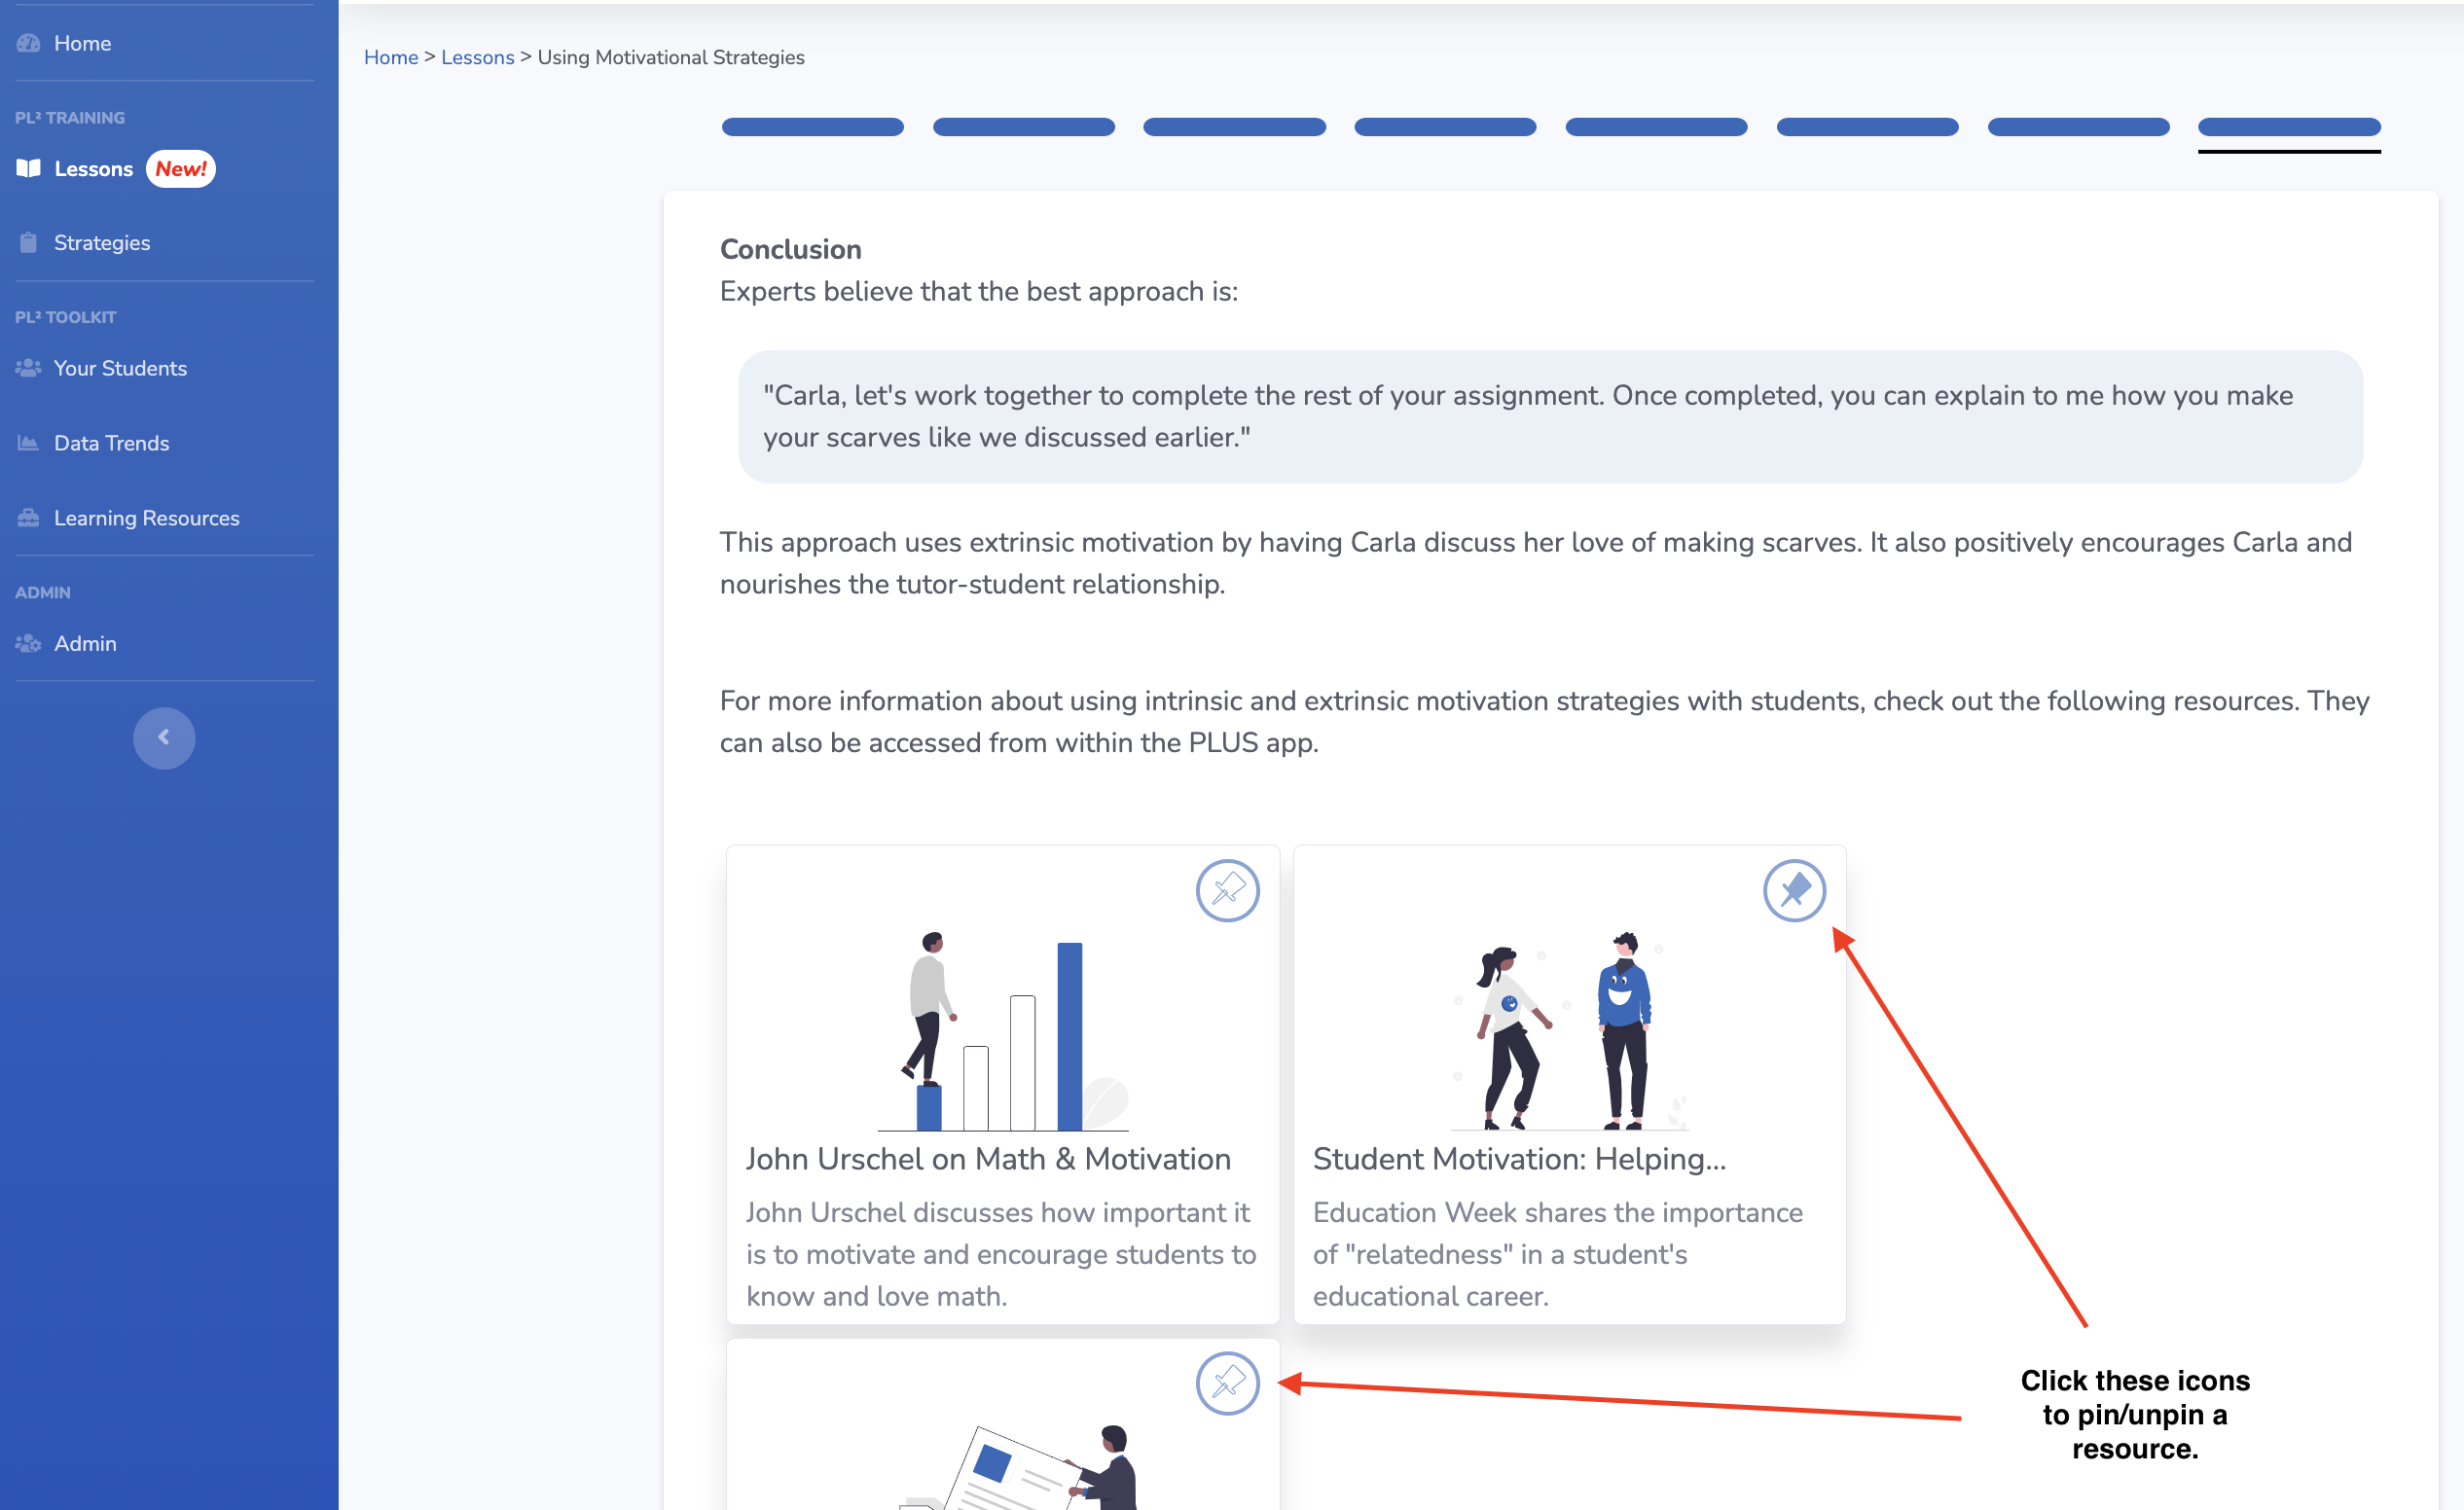 Home
PL² TRAINING
Lessons New!
Strategies
PL² TOOLKIT
Your Students
Data Trends
Learning Resources
ADMIN
Admin
Home > Lessons > Using Motivational Strategies
Conclusion
Experts believe that the best approach is:
"Carla, let's work together to complete the rest of your assignment. Once completed, you can explain to me how you make
your scarves like we discussed earlier."
This approach uses extrinsic motivation by having Carla discuss her love of making scarves. It also positively encourages Carla and
nourishes the tutor-student relationship.
For more information about using intrinsic and extrinsic motivation strategies with students, check out the following resources. They
can also be accessed from within the PLUS app.
John Urschel on Math & Motivation
John Urschel discusses how important it
is to motivate and encourage students to
know and love math.
Student Motivation: Helping...
Education Week shares the importance
of "relatedness" in a student's
educational career.
Click these icons
to pin/unpin a
resource.